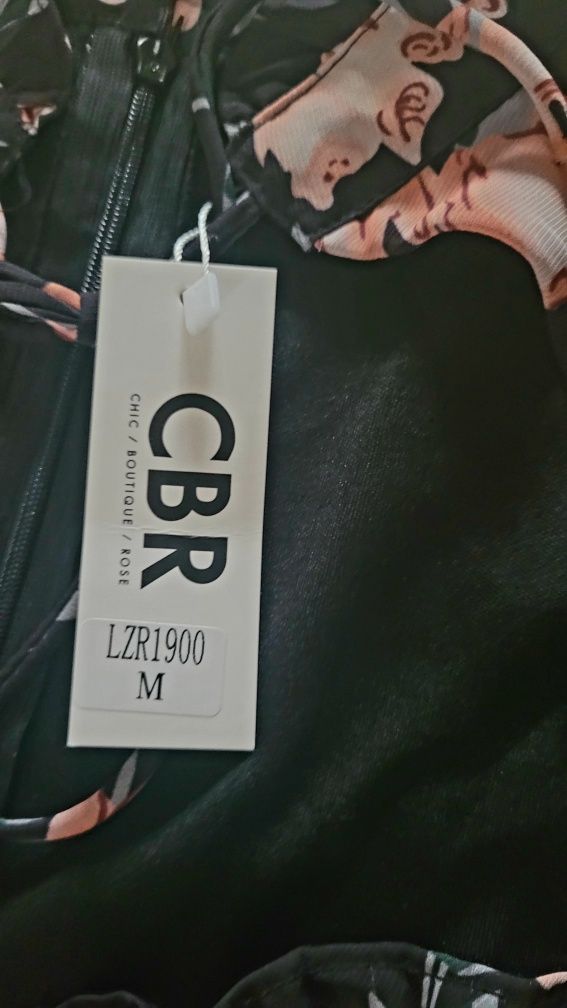 CBR
CHIC / BOUTIQUE / ROSE
LZR1900
M